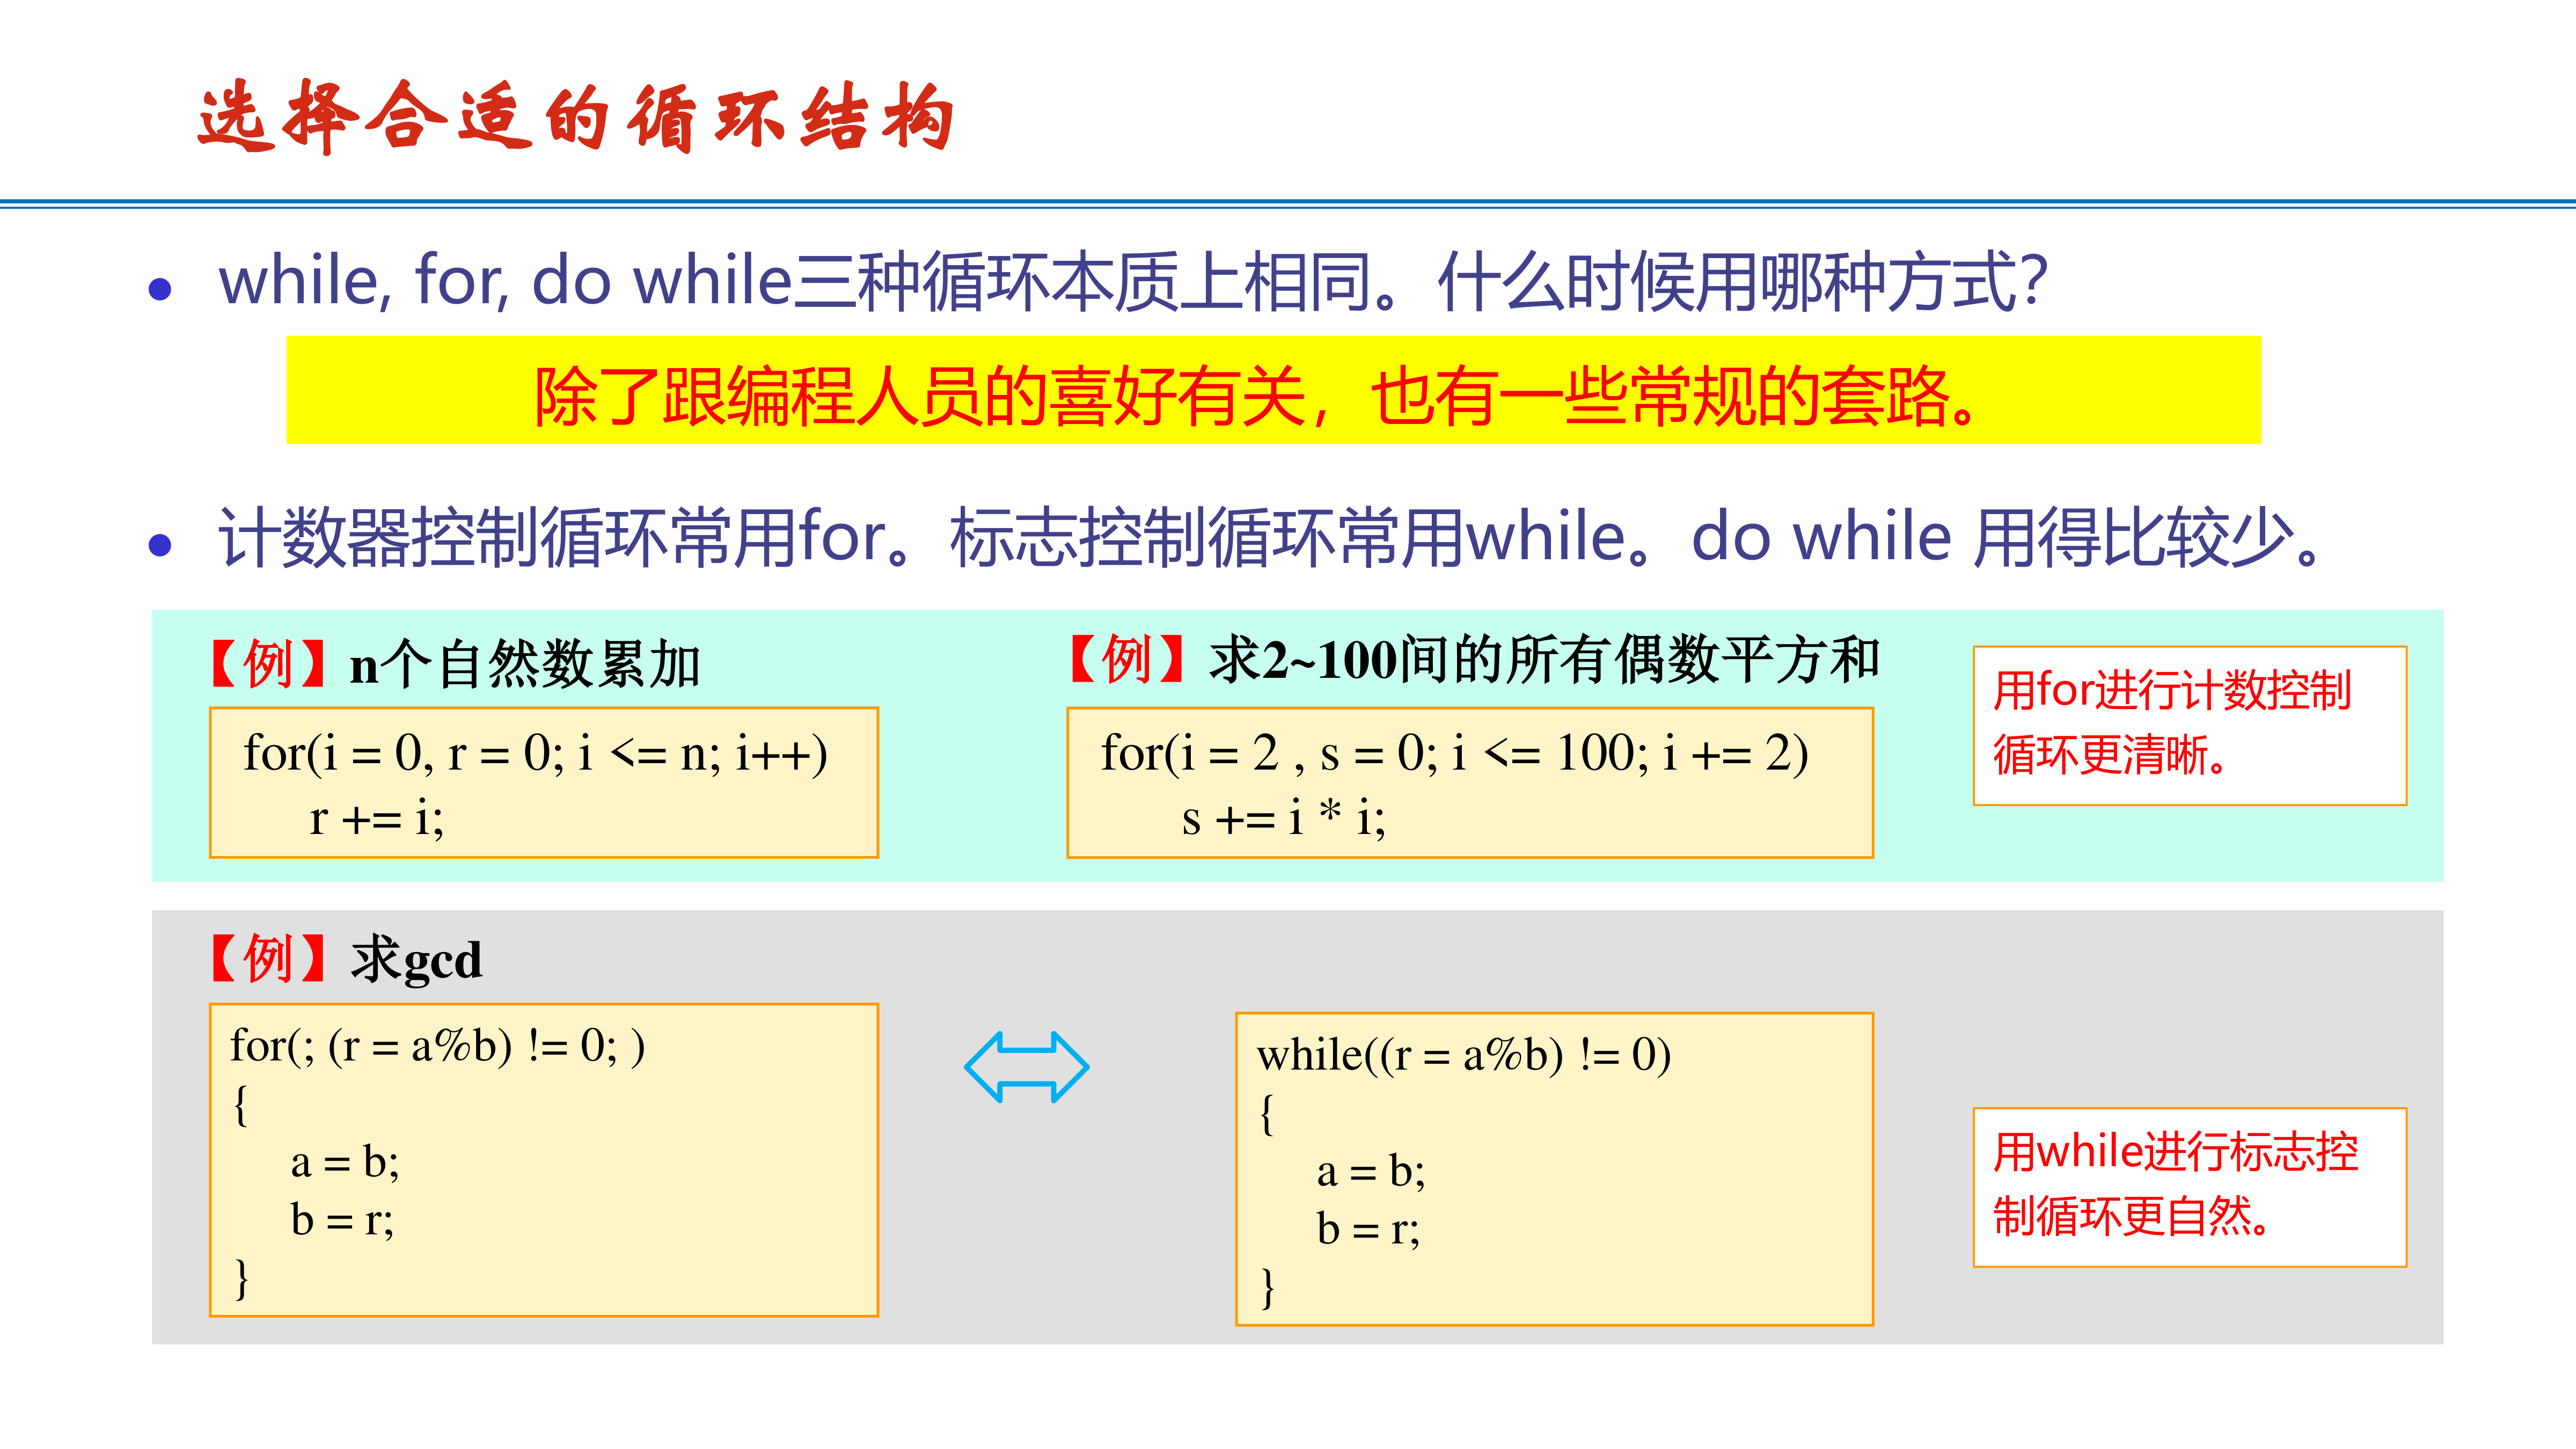 选择合适的循环结构
while, for, do while三种循环本质上相同。什么时候用哪种方式？
除了跟编程人员的喜好有关，也有一些常规的套路。
计数器控制循环常用for。标志控制循环常用while。do while 用得比较少。
【例】n个自然数累加
for(i = 0, r = 0; i <= n; i++)
r += i;
【例】求2~100间的所有偶数平方和
for(i = 2 , s = 0; i <= 100; i += 2)
s += i * i;
用for进行计数控制
循环更清晰。
【例】求gcd
for(; (r = a%b) != 0; )
{
a = b;
b = r;
}
while((r = a%b) != 0)
{
a = b;
b = r;
}
用while进行标志控
制循环更自然。